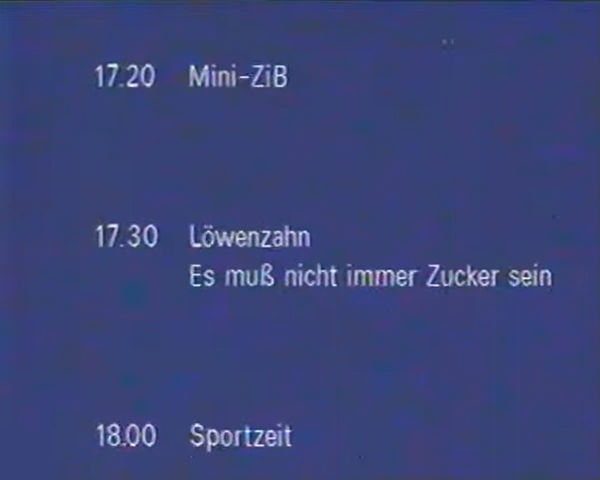 17.20 Mini-ZiB
17.30 Löwenzahn
Es muß nicht immer Zucker sein
18.00 Sportzeit